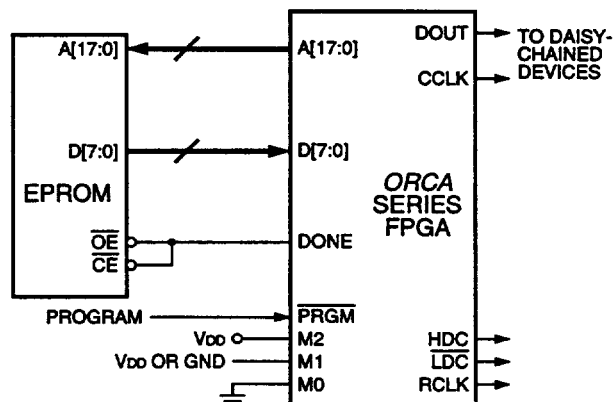 A[17:0]
D[7:0]
EPROM
OE
CE
A[17:0]
D[7:0]
DONE
PRGM
M2
M1
M0
DOUT
CCLK
ORCA
SERIES
FPGA
HDC
LDC
RCLK
TO DAISY-
CHAINED
DEVICES
PROGRAM
VDD
VDD OR GND